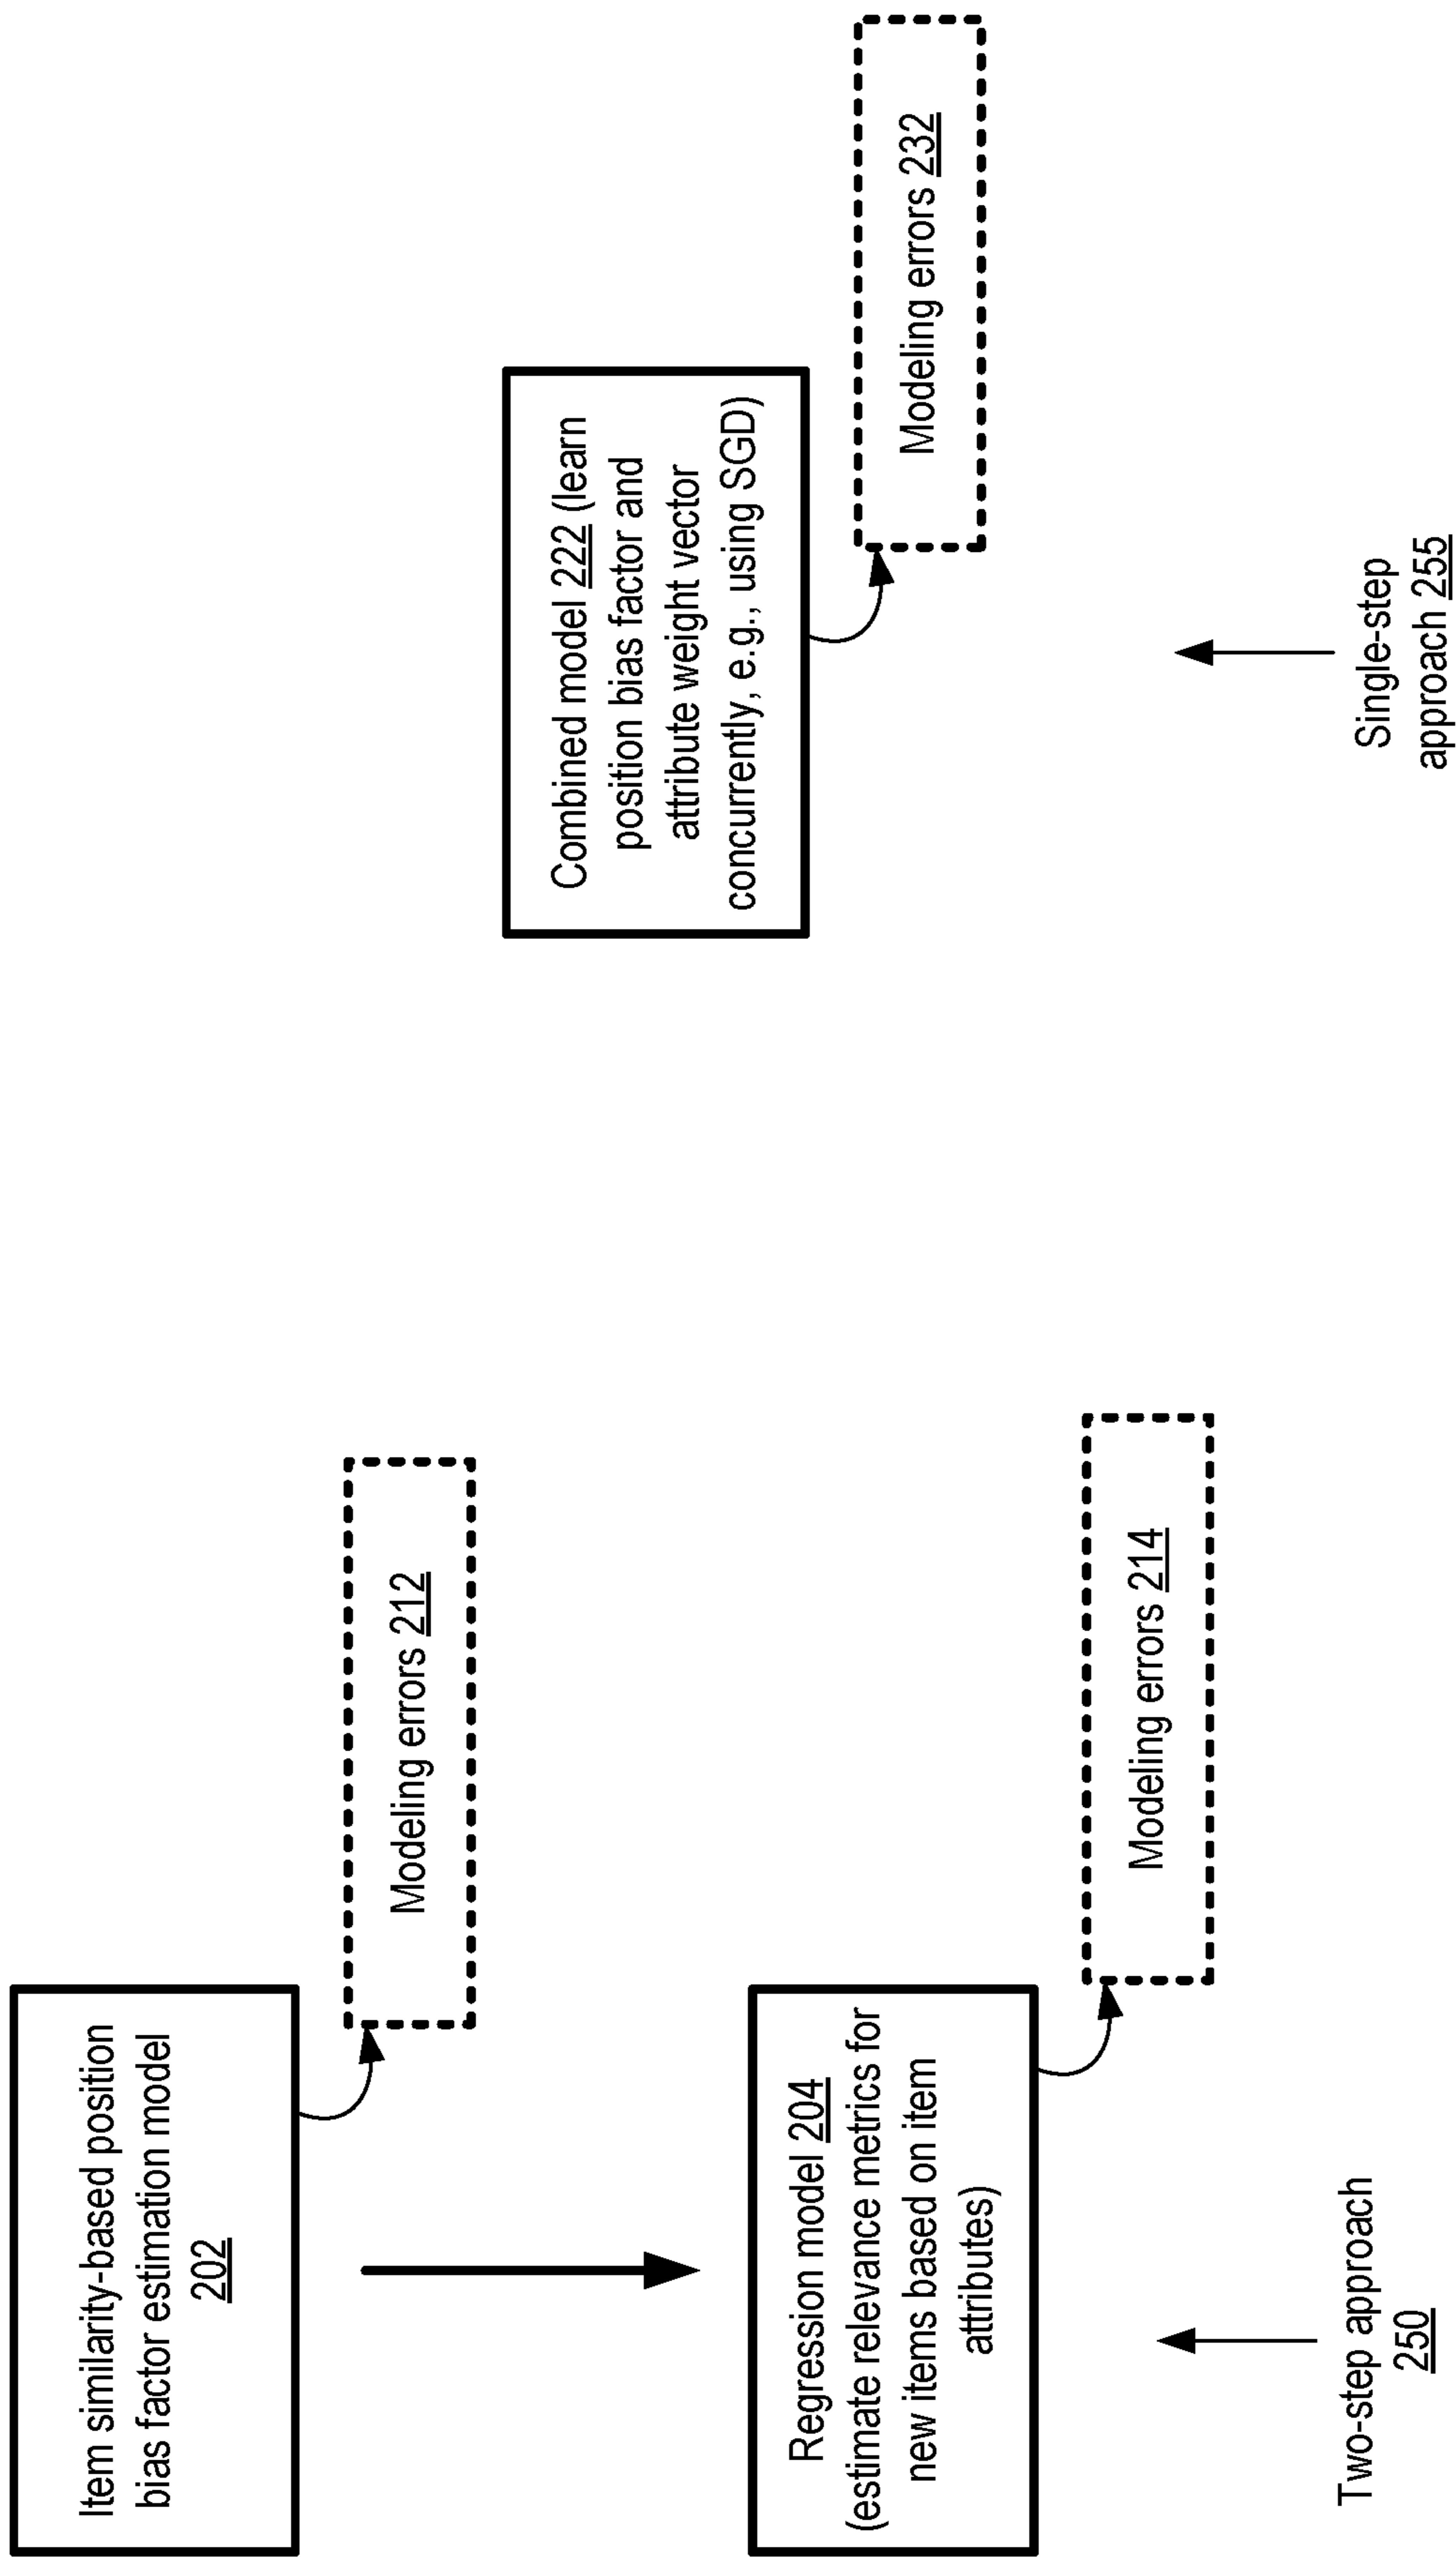 Item similarity-based position
bias factor estimation model
202
Modeling errors 212
Regression model 204
(estimate relevance metrics for
new items based on item
attributes)
Modeling errors 214
Two-step approach
250
Combined model 222 (learn
position bias factor and
attribute weight vector
concurrently, e.g., using SGD)
Modeling errors 232
Single-step
approach 255